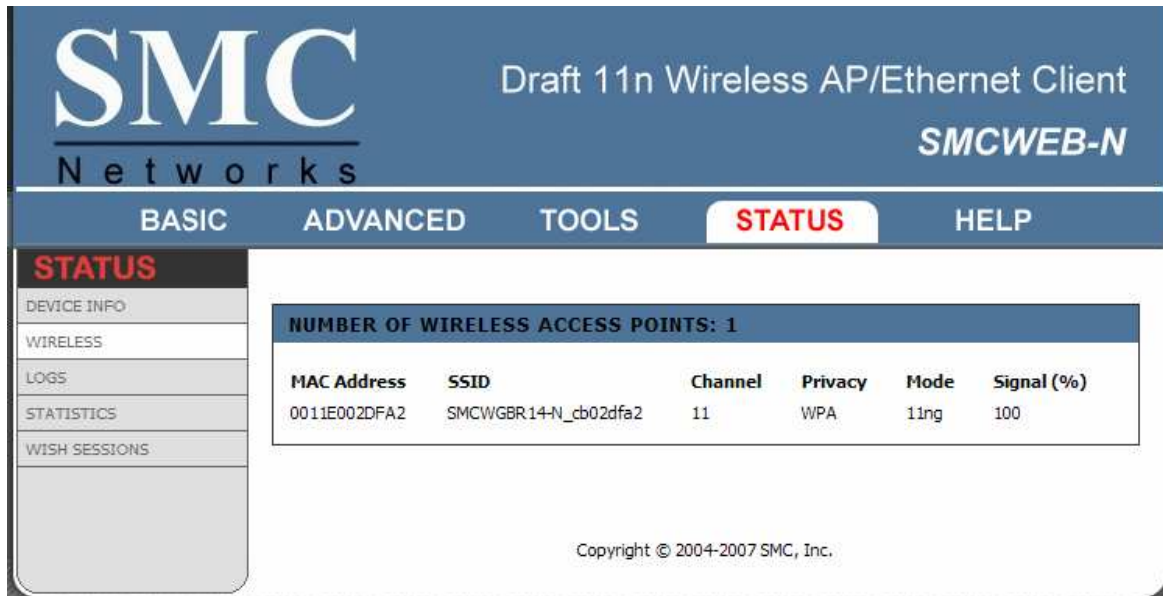 SMC
Networks
Draft 11n Wireless AP/Ethernet Client
SMCWEB-N
BASIC ADVANCED TOOLS STATUS HELP
STATUS
DEVICE INFO
WIRELESS
LOGS
STATISTICS
WISH SESSIONS
NUMBER OF WIRELESS ACCESS POINTS: 1
MAC Address SSID Channel Privacy Mode Signal (%)
0011E002DFA2 SMCWGBR14-N_cb02dfa2 11 WPA 11ng 100
Copyright © 2004-2007 SMC, Inc.